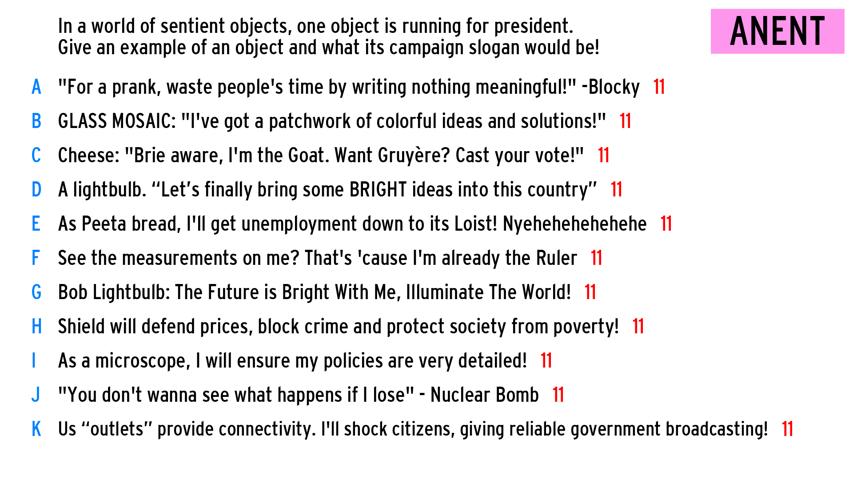 In a world of sentient objects, one object is running for president.
Give an example of an object and what its campaign slogan would be!
ANENT
A "For a prank, waste people's time by writing nothing meaningful!" -Blocky 11
B GLASS MOSAIC: "I've got a patchwork of colorful ideas and solutions!" 11
C Cheese: "Brie aware, I'm the Goat. Want Gruyère? Cast your vote!" 11
D A lightbulb. “Let’s finally bring some BRIGHT ideas into this country” 11
E As Peeta bread, I'll get unemployment down to its Loist! Nyehehehehehehe 11
F See the measurements on me? That's 'cause I'm already the Ruler 11
G Bob Lightbulb: The Future is Bright With Me, Illuminate The World! 11
H Shield will defend prices, block crime and protect society from poverty! 11
I As a microscope, I will ensure my policies are very detailed! 11
J "You don't wanna see what happens if I lose" - Nuclear Bomb 11
K Us “outlets” provide connectivity. I'll shock citizens, giving reliable government broadcasting! 11